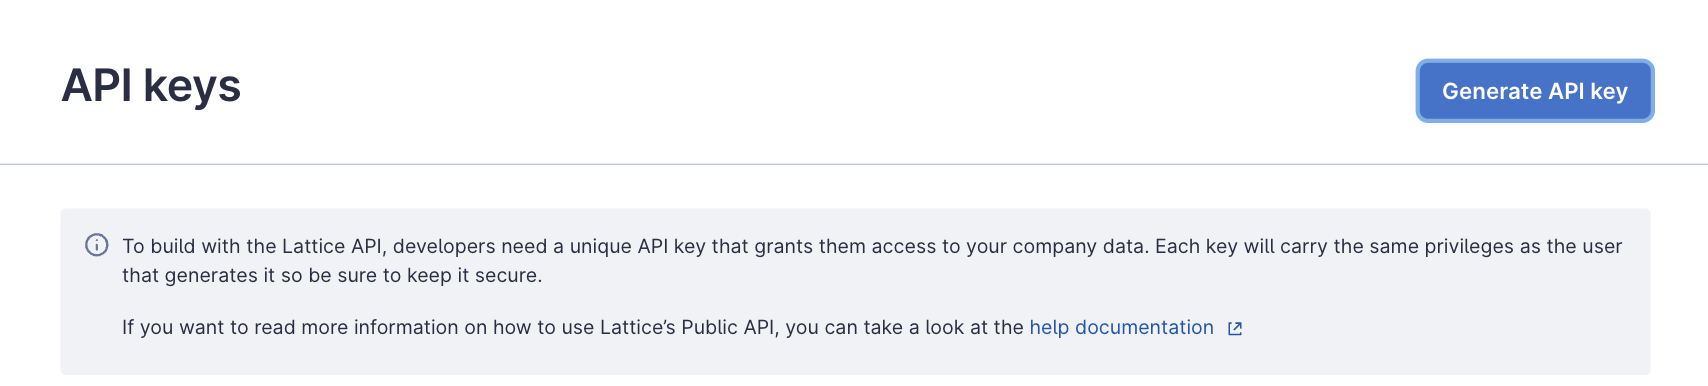 API keys
Generate API key
To build with the Lattice API, developers need a unique API key that grants them access to your company data. Each key will carry the same privileges as the user
that generates it so be sure to keep it secure.
If you want to read more information on how to use Lattice’s Public API, you can take a look at the help documentation